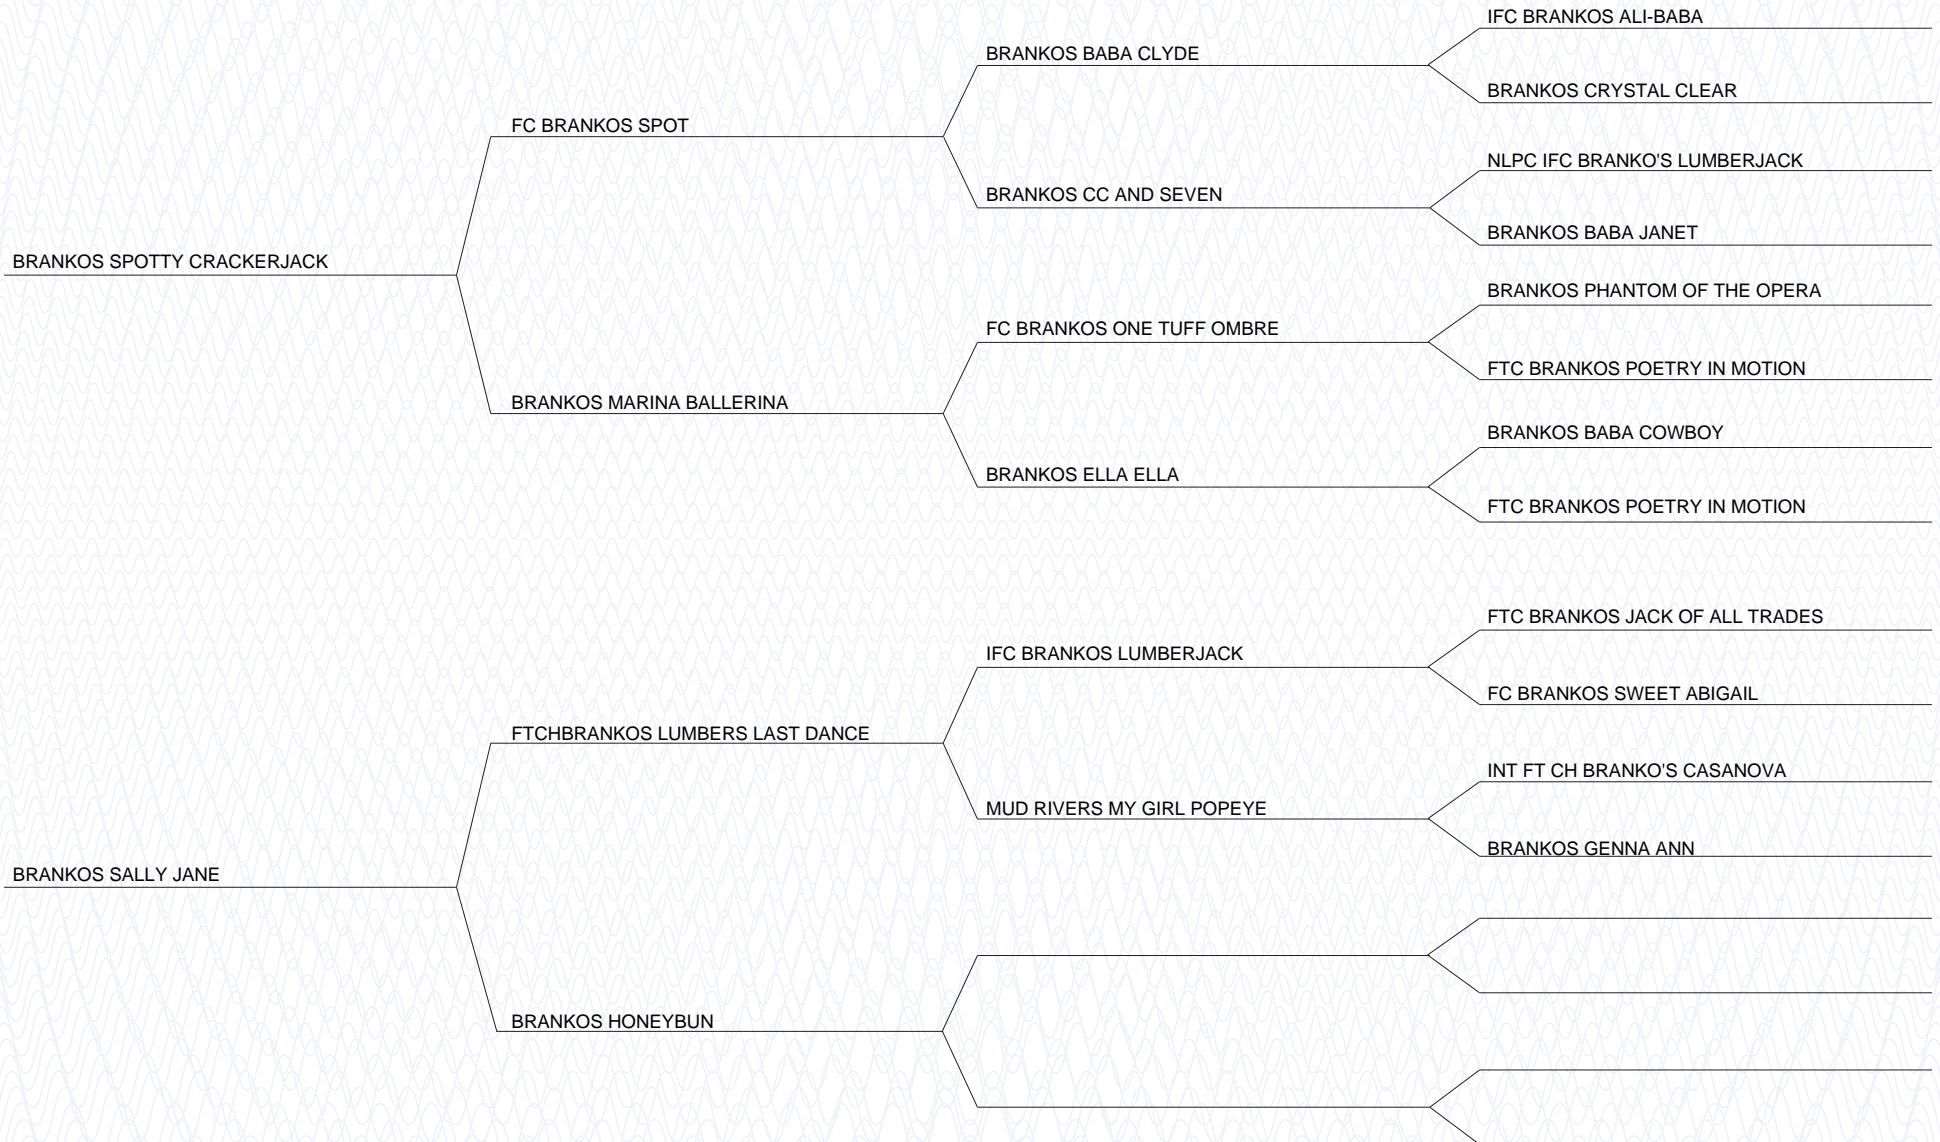 IFC BRANKOS ALI-BABA
BRANKOS BABA CLYDE
BRANKOS CRYSTAL CLEAR
FC BRANKOS SPOT
NLPC IFC BRANKO'S LUMBERJACK
BRANKOS CC AND SEVEN
BRANKOS BABA JANET
BRANKOS SPOTTY CRACKERJACK
BRANKOS PHANTOM OF THE OPERA
FC BRANKOS ONE TUFF OMBRE
FTC BRANKOS POETRY IN MOTION
BRANKOS MARINA BALLERINA
BRANKOS BABA COWBOY
BRANKOS ELLA ELLA
FTC BRANKOS POETRY IN MOTION
FTC BRANKOS JACK OF ALL TRADES
IFC BRANKOS LUMBERJACK
FC BRANKOS SWEET ABIGAIL
FTCHBRANKOS LUMBERS LAST DANCE
INT FT CH BRANKO'S CASANOVA
MUD RIVERS MY GIRL POPEYE
BRANKOS GENNA ANN
BRANKOS SALLY JANE
BRANKOS HONEYBUN